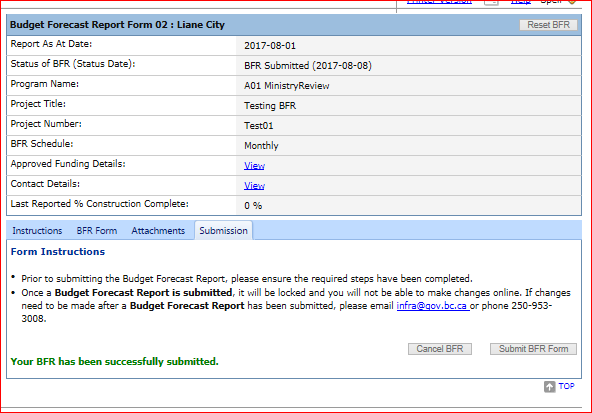 Printer Version Help Spell
Budget Forecast Report Form 02 : Liane City Reset BFR
Report As At Date: 2017-08-01
Status of BFR (Status Date): BFR Submitted (2017-08-08)
Program Name: A01 MinistryReview
Project Title: Testing BFR
Project Number: Test01
BFR Schedule: Monthly
Approved Funding Details: View
Contact Details: View
Last Reported % Construction Complete: 0 %
Instructions BFR Form Attachments Submission
Form Instructions
• Prior to submitting the Budget Forecast Report, please ensure the required steps have been completed.
• Once a Budget Forecast Report is submitted, it will be locked and you will not be able to make changes online. If changes
need to be made after a Budget Forecast Report has been submitted, please email infra@gov.bc.ca or phone 250-953-
3008.
Cancel BFR Submit BFR Form
Your BFR has been successfully submitted.
TOP